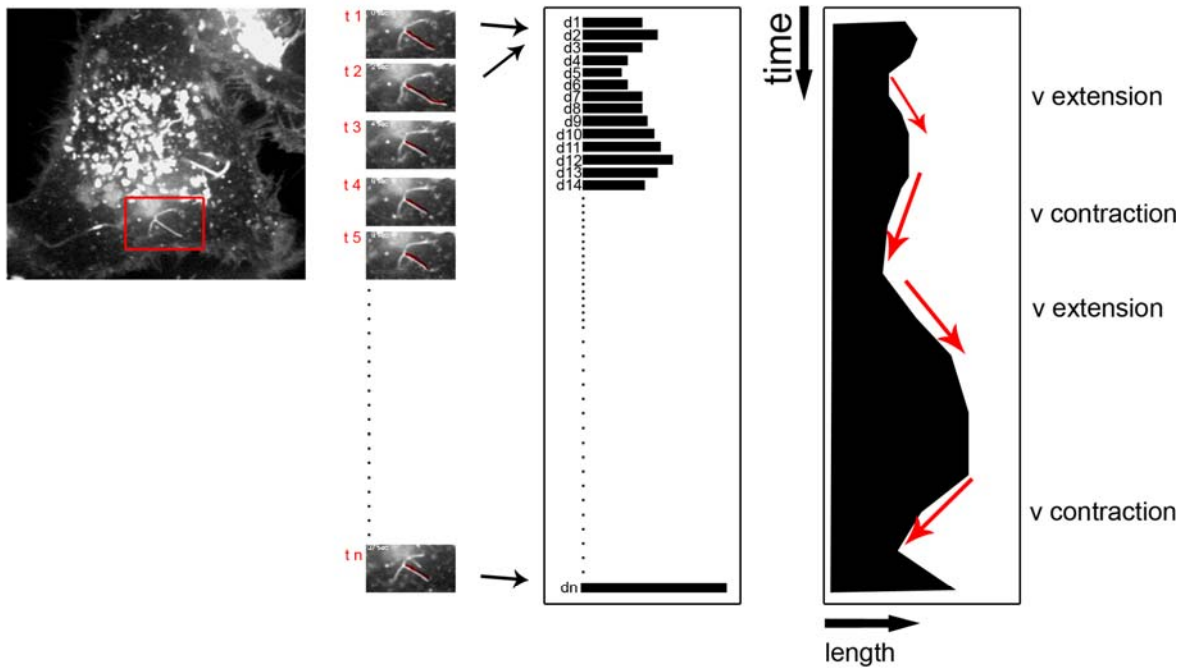 t 1
t 2
t 3
t 4
t5
t n
d1
d2
d3
d4
d5
d6
d7
d8
d9
d10
d11
d12
d13
d14
dn
time
length
v extension
v contraction
v extension
v contraction